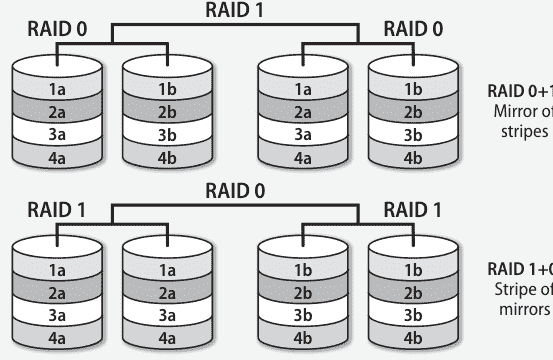 RAID 1
RAID 0 RAID 0
1a 1b 1a 1b
2a 2b 2a 2b
3a 3b 3a 3b
4a 4b 4a 4b
RAID 0+1
Mirror of
stripes
RAID 0
RAID 1 RAID 1
1a 1a 1b 1b
2a 2a 2b 2b
3a 3a 3b 3b
4a 4a 4b 4b
RAID 1+0
Stripe of
mirrors